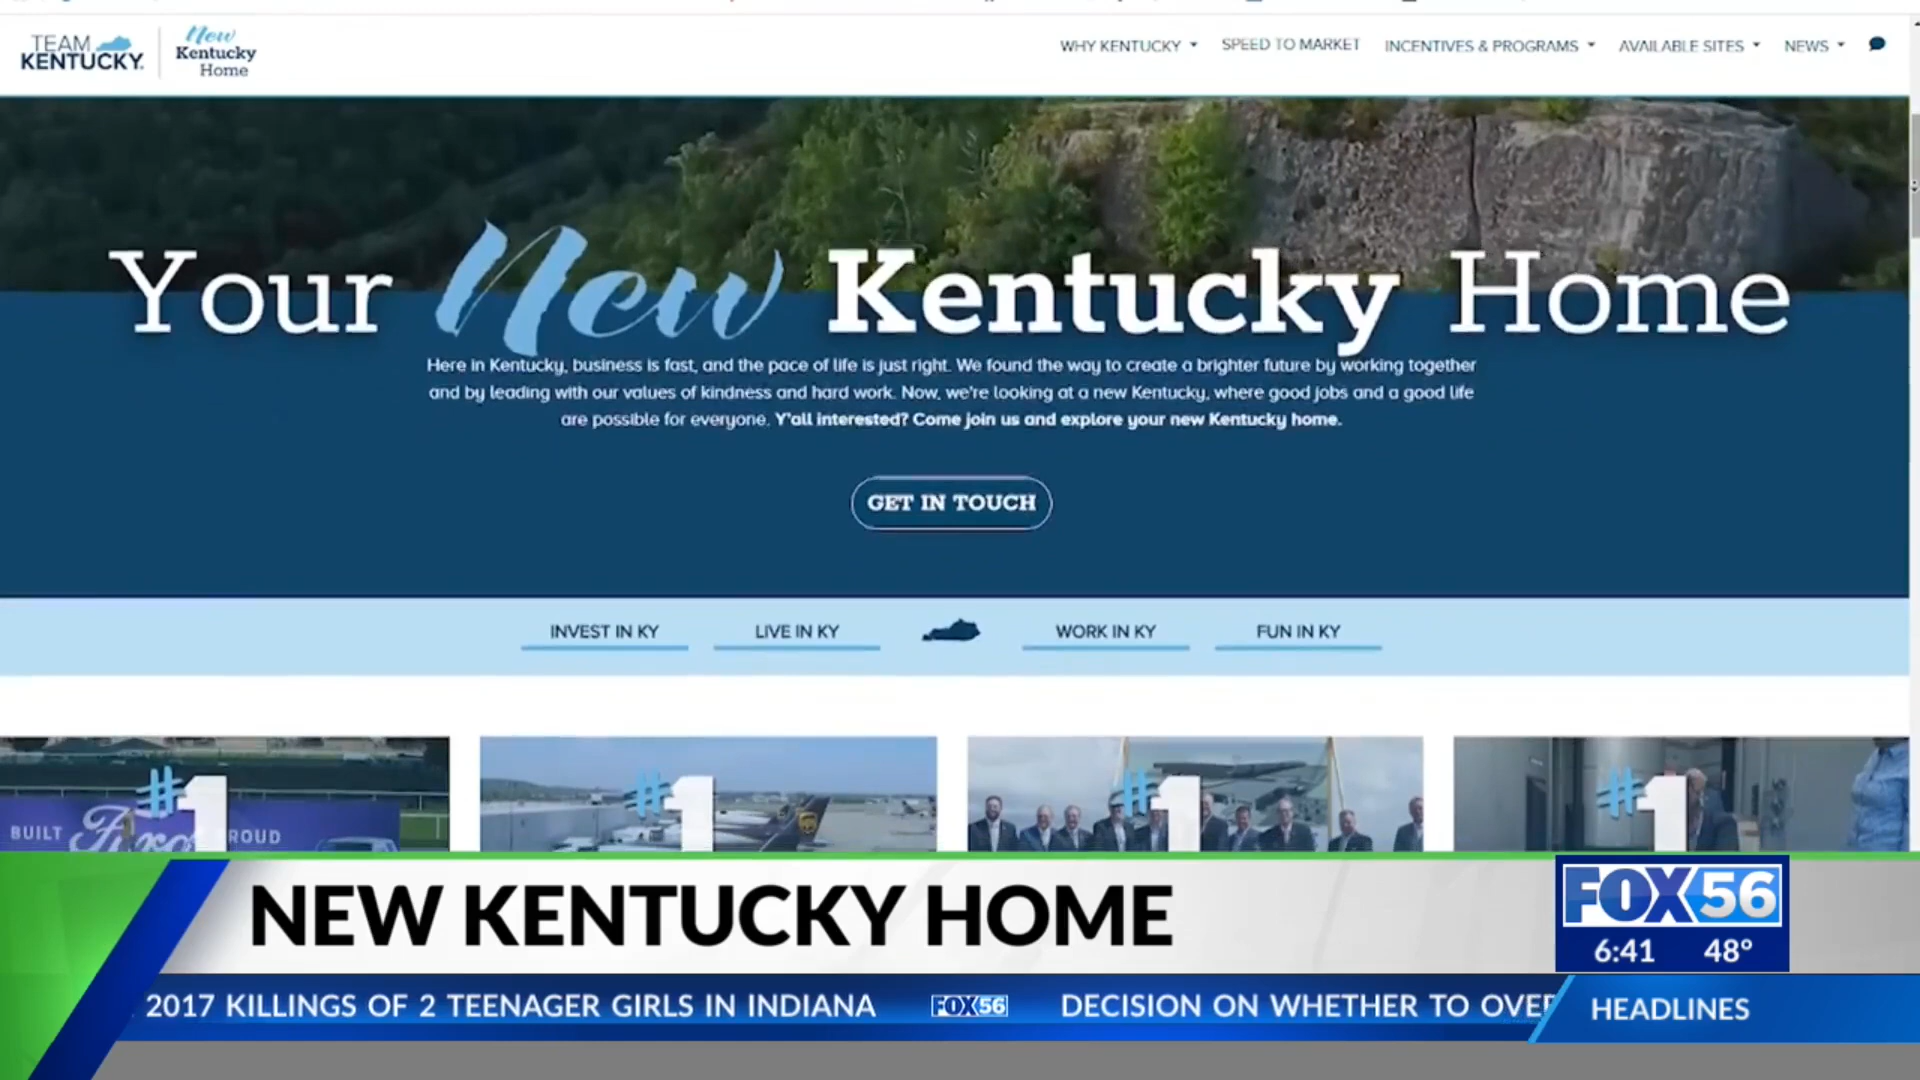 TEAM
KENTUCKY
New
Kentucky
Home
WHY KENTUCKY
SPEED TO MARKET
INCENTIVES & PROGRAMS
AVAILABLE SITES
NEWS
Your New Kentucky Home
Here in Kentucky, business is fast, and the pace of life is just right. We found the way to create a brighter future by working together
and by leading with our values of kindness and hard work. Now, we're looking at a new Kentucky, where good jobs and a good life
are possible for everyone. Y'all interested? Come join us and explore your new Kentucky home.
GET IN TOUCH
INVEST IN KY
LIVE IN KY
WORK IN KY
FUN IN KY
#1
#1
#1
#1
BUILT
ROUD
NEW KENTUCKY HOME
FOX 56
6:41 48°
2017 KILLINGS OF 2 TEENAGER GIRLS IN INDIANA FOX 56 DECISION ON WHETHER TO OVER
HEADLINES